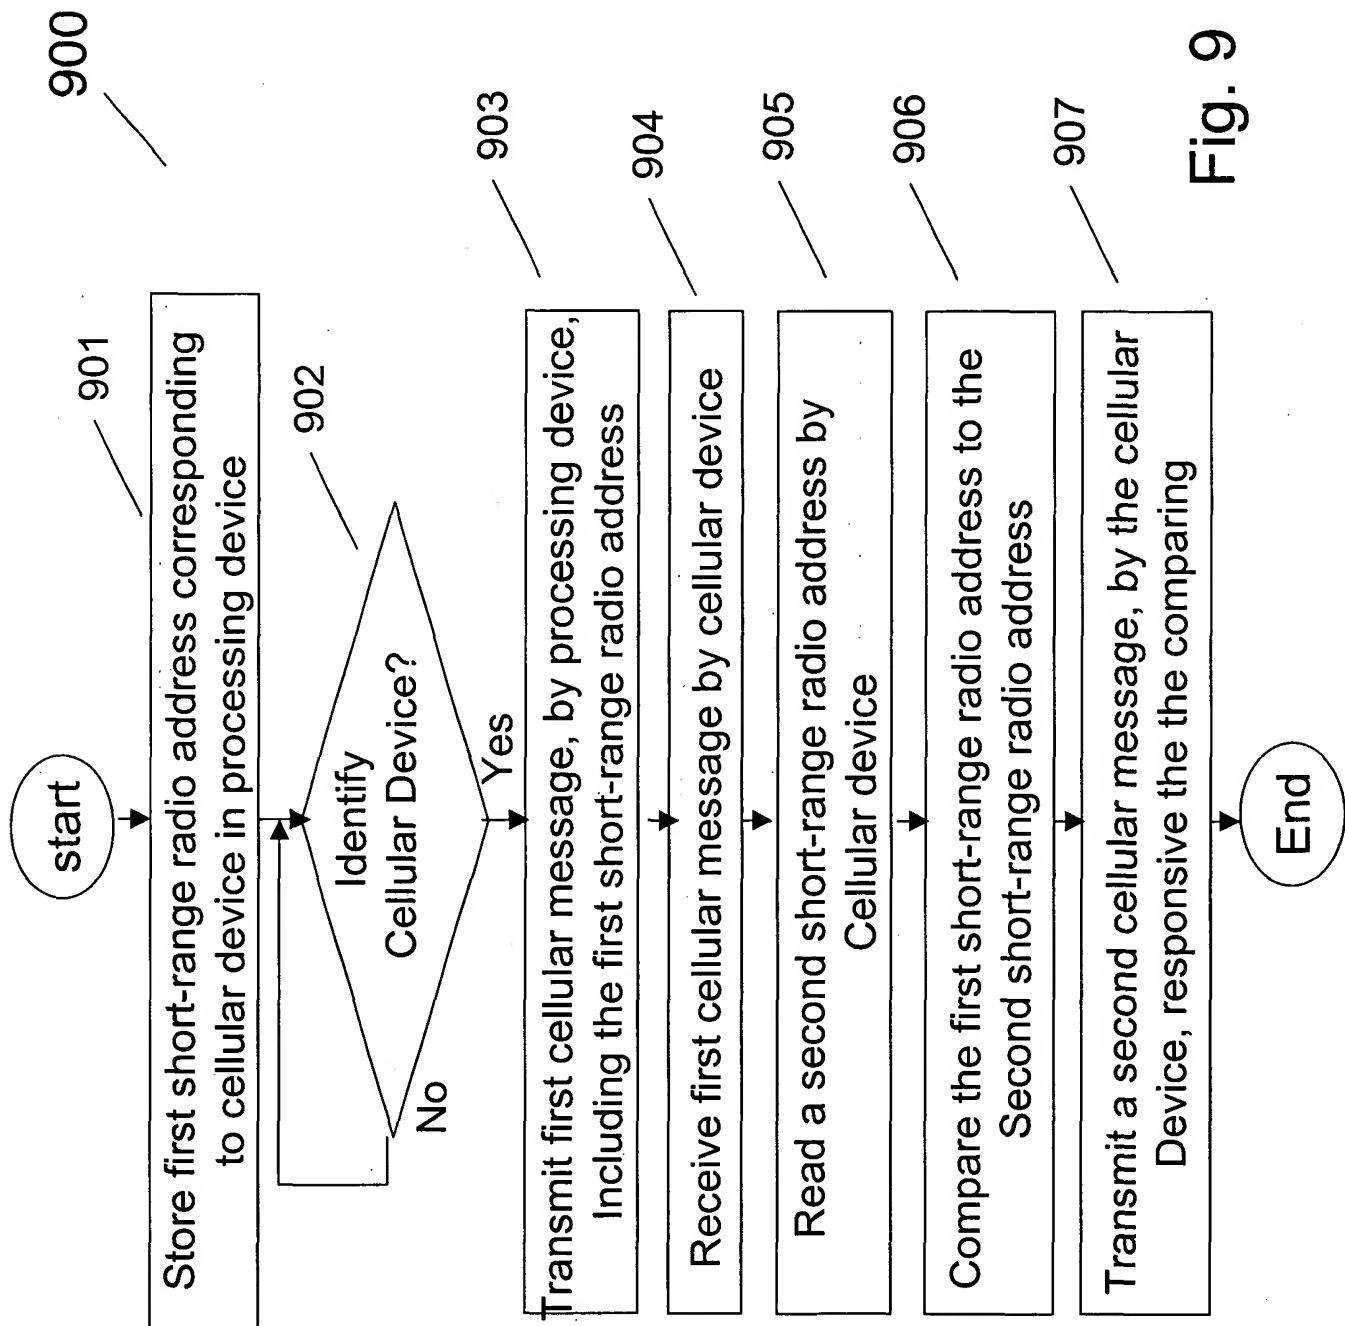 900
start
901
Store first short-range radio address corresponding
to cellular device in processing device
902
Identify
Cellular Device?
No
Yes
903
Transmit first cellular message, by processing device,
Including the first short-range radio address
904
Receive first cellular message by cellular device
905
Read a second short-range radio address by
Cellular device
906
Compare the first short-range radio address to the
Second short-range radio address
907
Transmit a second cellular message, by the cellular
Device, responsive the the comparing
End
Fig. 9